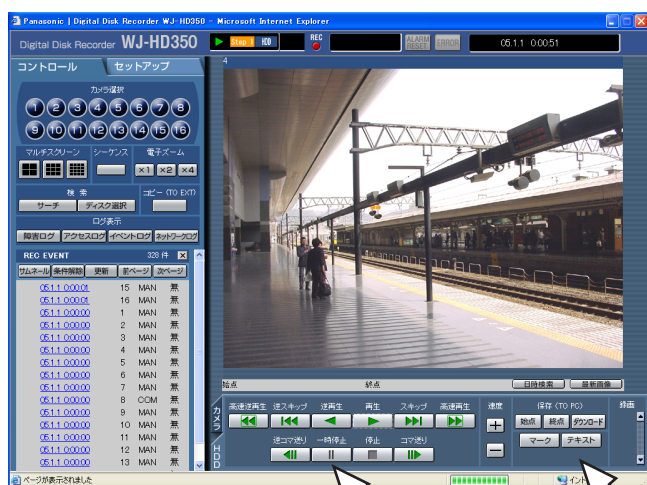 Panasonic | Digital Disk Recorder WJ-HD350 - Microsoft Internet Explorer
Digital Disk Recorder WJ-HD350
Step 1 HDD
REC
ALARM RESET
ERROR
05.1.1 0:00:51
コントロール セットアップ
カメラ選択
1 2 3 4 5 6 7 8
9 10 11 12 13 14 15 16
マルチスクリーン シーケンス 電子ズーム
×1 ×2 ×4
検 索 コピー (TO EXT)
サーチ ディスク選択
ログ表示
障害ログ アクセスログ イベントログ ネットワークログ
REC EVENT 328 件
サムネール 条件解除 更新 前ページ 次ページ
05.1.1 0:00:01 15 MAN 無
05.1.1 0:00:01 16 MAN 無
05.1.1 0:00:00 1 MAN 無
05.1.1 0:00:00 2 MAN 無
05.1.1 0:00:00 3 MAN 無
05.1.1 0:00:00 4 MAN 無
05.1.1 0:00:00 5 MAN 無
05.1.1 0:00:00 6 MAN 無
05.1.1 0:00:00 7 MAN 無
05.1.1 0:00:00 8 COM 無
05.1.1 0:00:00 9 MAN 無
05.1.1 0:00:00 10 MAN 無
05.1.1 0:00:00 11 MAN 無
05.1.1 0:00:00 12 MAN 無
05.1.1 0:00:00 13 MAN 無
4
始点 終点 日時検索 最新画像
カメラ
HDD
高速逆再生 逆スキップ 逆再生 再生 スキップ 高速再生
逆コマ送り 一時停止 停止 コマ送り
速度
+
-
保存 (TO PC)
始点 終点 ダウンロード
マーク テキスト
録画
ページが表示されました
イント